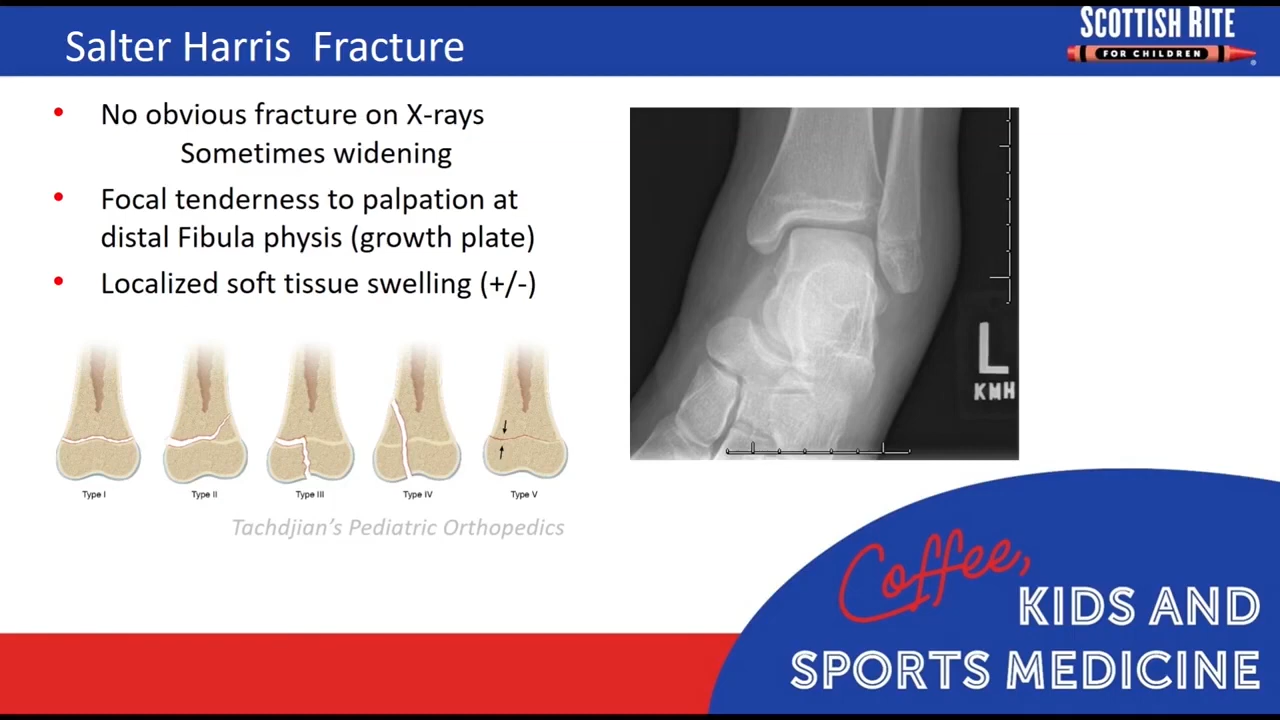 Salter Harris Fracture
SCOTTISH RITE
FOR CHILDREN
• No obvious fracture on X-rays
Sometimes widening
• Focal tenderness to palpation at
distal Fibula physis (growth plate)
• Localized soft tissue swelling (+/-)
L
KMH
Type I
Type II
Type III
Type IV
Type V
Tachdjian’s Pediatric Orthopedics
Coffee,
KIDS AND
SPORTS MEDICINE